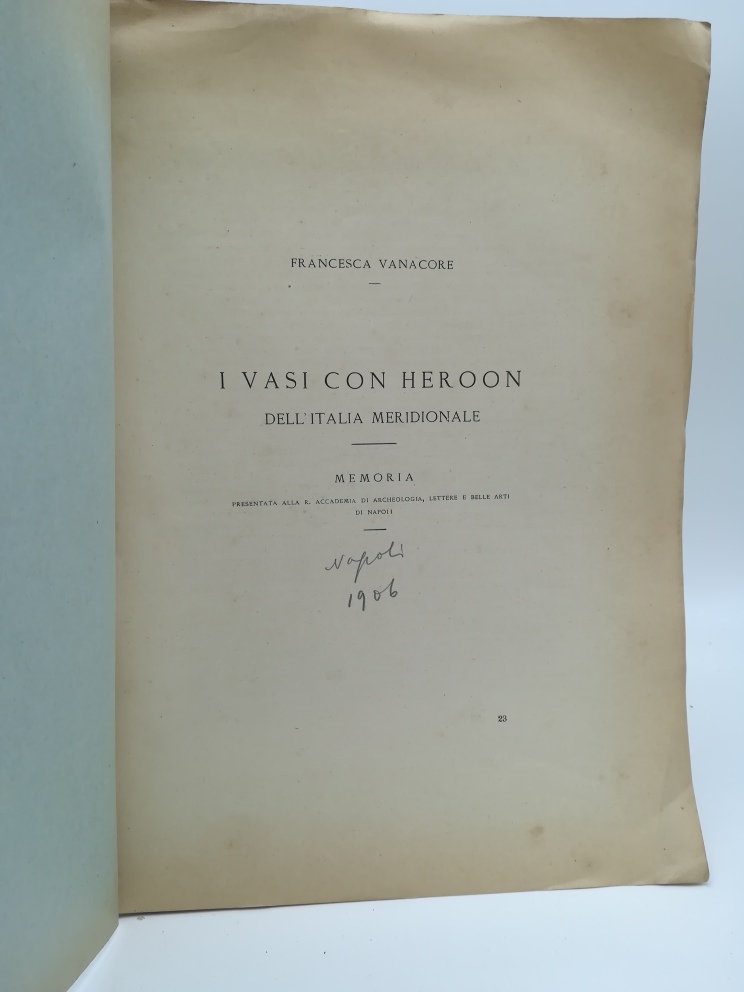 FRANCESCA VANACORE
I VASI CON HEROON
DELL'ITALIA MERIDIONALE
MEMORIA
PRESENTATA ALLA R. ACCADEMIA DI ARCHEOLOGIA, LETTERE E BELLE ARTI
DI NAPOLI
Napoli
1906
23